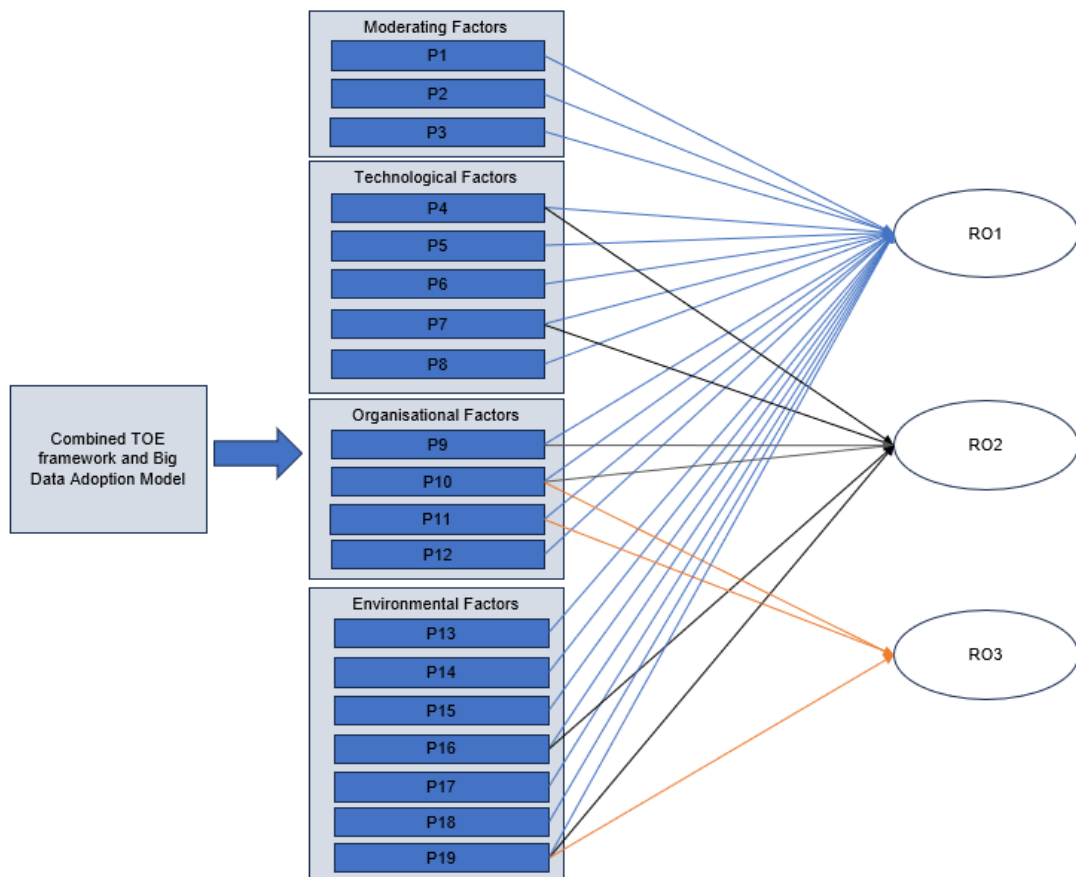 Moderating Factors
P1
P2
P3
Technological Factors
P4
P5
P6
P7
P8
Combined TOE
framework and Big
Data Adoption Model
Organisational Factors
P9
P10
P11
P12
Environmental Factors
P13
P14
P15
P16
P17
P18
P19
RO1
RO2
RO3